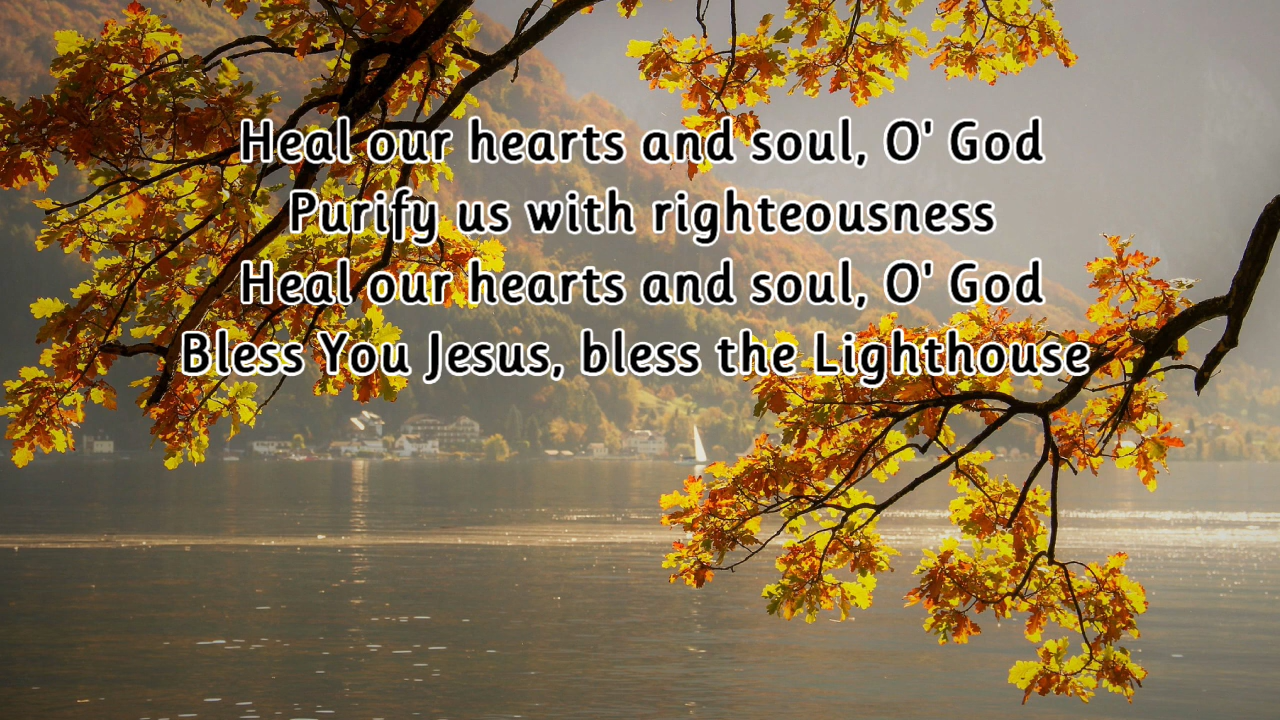 Heal our hearts and soul, O' God
Purify us with righteousness
Heal our hearts and soul, O' God
Bless You Jesus, bless the Lighthouse